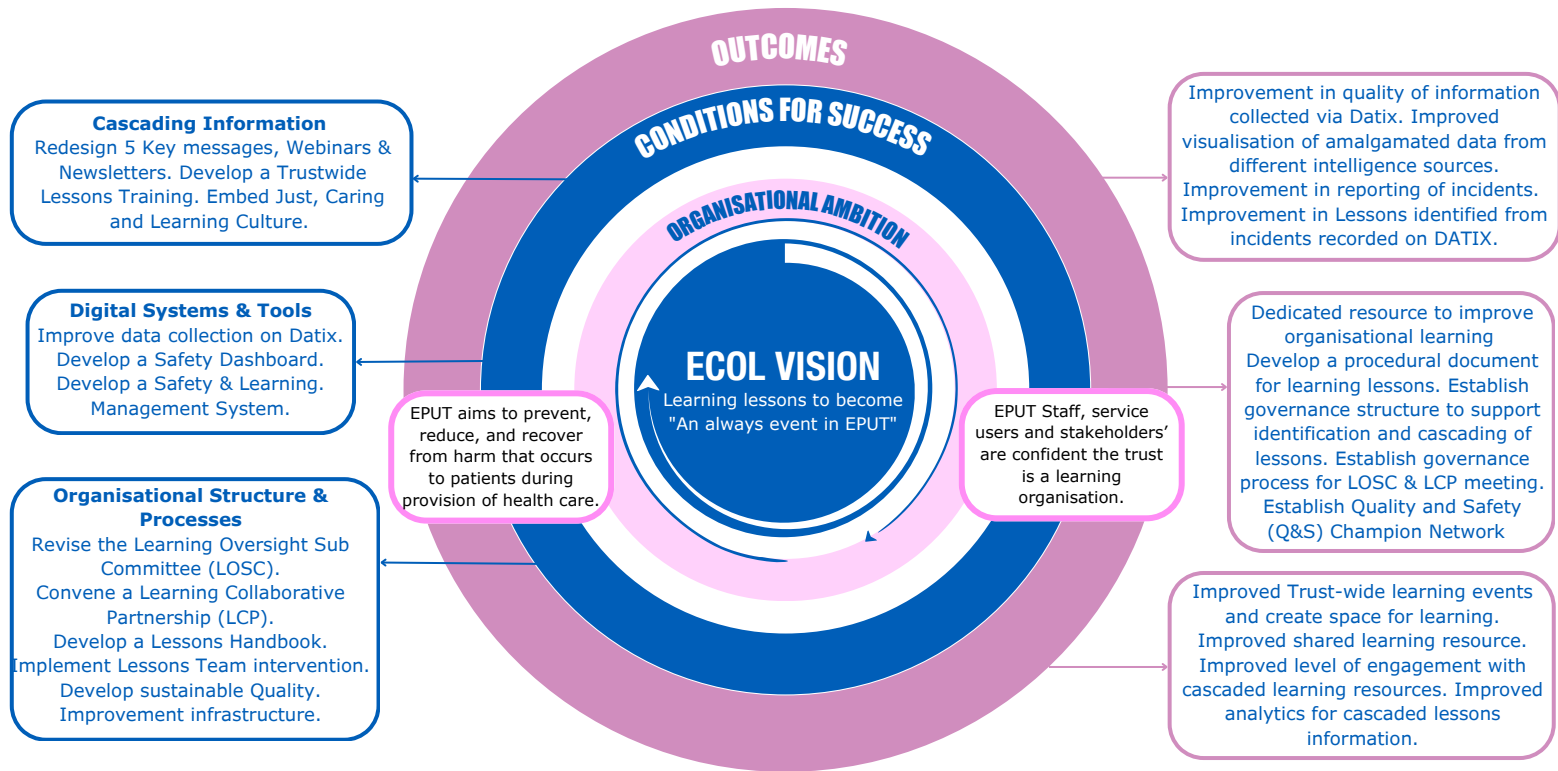 OUTCOMES
CONDITIONS FOR SUCCESS
ORGANISATIONAL AMBITION
ECOL VISION
Learning lessons to become
"An always event in EPUT"
Cascading Information
Redesign 5 Key messages, Webinars &
Newsletters. Develop a Trustwide
Lessons Training. Embed Just, Caring
and Learning Culture.
Digital Systems & Tools
Improve data collection on Datix.
Develop a Safety Dashboard.
Develop a Safety & Learning.
Management System.
Organisational Structure &
Processes
Revise the Learning Oversight Sub
Committee (LOSC).
Convene a Learning Collaborative
Partnership (LCP).
Develop a Lessons Handbook.
Implement Lessons Team intervention.
Develop sustainable Quality.
Improvement infrastructure.
EPUT aims to prevent,
reduce, and recover
from harm that occurs
to patients during
provision of health care.
EPUT Staff, service
users and stakeholders’
are confident the trust
is a learning
organisation.
Improvement in quality of information
collected via Datix. Improved
visualisation of amalgamated data from
different intelligence sources.
Improvement in reporting of incidents.
Improvement in Lessons identified from
incidents recorded on DATIX.
Dedicated resource to improve
organisational learning
Develop a procedural document
for learning lessons. Establish
governance structure to support
identification and cascading of
lessons. Establish governance
process for LOSC & LCP meeting.
Establish Quality and Safety
(Q&S) Champion Network
Improved Trust-wide learning events
and create space for learning.
Improved shared learning resource.
Improved level of engagement with
cascaded learning resources. Improved
analytics for cascaded lessons
information.